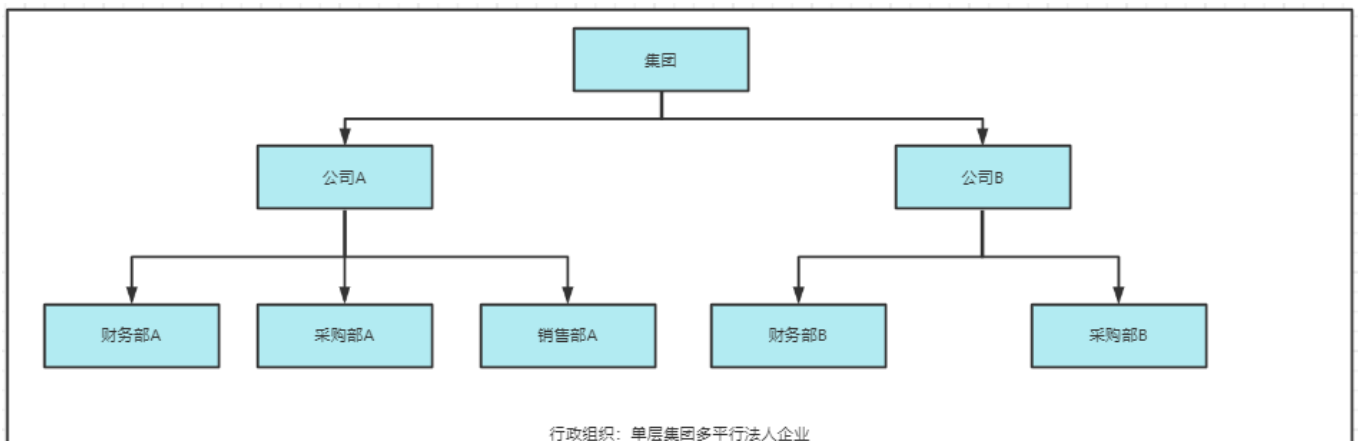 集团
公司A
公司B
财务部A
采购部A
销售部A
财务部B
采购部B
行政组织：单层集团多平行法人企业